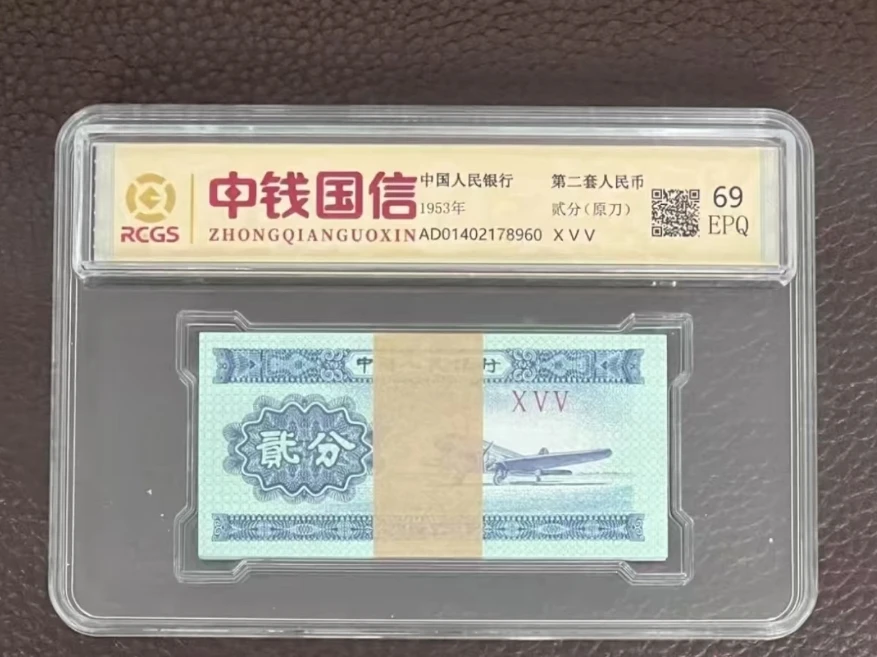 RCGS
中钱国信
ZHONGQIANGUOXIN
中国人民银行 第二套人民币
1953年 贰分(原刀)
AD01402178960 XVV
69
EPQ
XVV
贰分